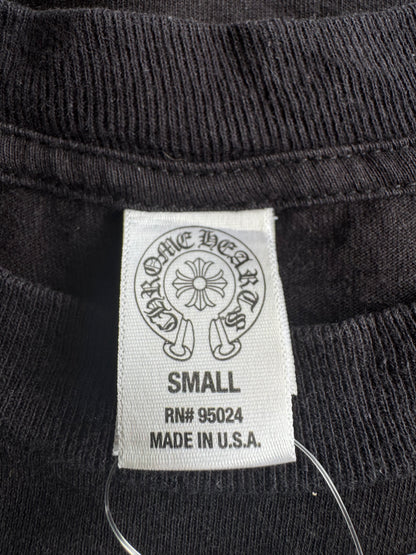 CHROME HEARTS
SMALL
RN# 95024
MADE IN U.S.A.